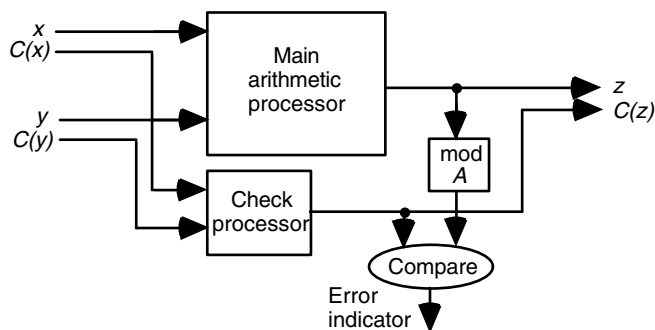 x
C(x)
y
C(y)
Main
arithmetic
processor
z
C(z)
mod
A
Check
processor
Compare
Error
indicator